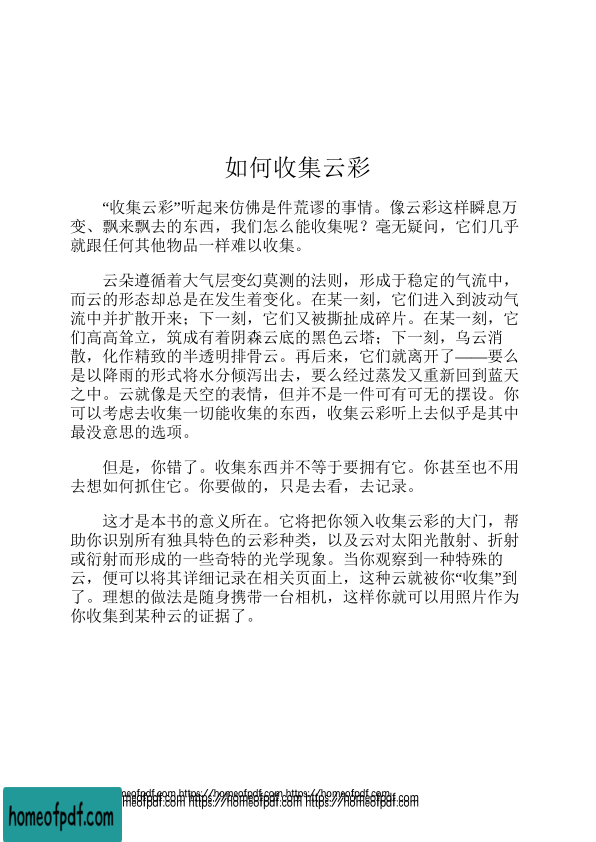 如何收集云彩
“收集云彩”听起来仿佛是件荒谬的事情。像云彩这样瞬息万
变、飘来飘去的东西，我们怎么能收集呢？毫无疑问，它们几乎
就跟任何其他物品一样难以收集。
云朵遵循着大气层变幻莫测的法则，形成于稳定的气流中，
而云的形态却总是在发生着变化。在某一刻，它们进入到波动气
流中并扩散开来；下一刻，它们又被撕扯成碎片。在某一刻，它
们高高耸立，筑成有着阴森云底的黑色云塔；下一刻，乌云消
散，化作精致的半透明排骨云。再后来，它们就离开了——要么
是以降雨的形式将水分倾泻出去，要么经过蒸发又重新回到蓝天
之中。云就像是天空的表情，但并不是一件可有可无的摆设。你
可以考虑去收集一切能收集的东西，收集云彩听上去似乎是其中
最没意思的选项。
但是，你错了。收集东西并不等于要拥有它。你甚至也不用
去想如何抓住它。你要做的，只是去看，去记录。
这才是本书的意义所在。它将把你领入收集云彩的大门，帮
助你识别所有独具特色的云彩种类，以及云对太阳光散射、折射
或衍射而形成的一些奇特的光学现象。当你观察到一种特殊的
云，便可以将其详细记录在相关页面上，这种云就被你“收集”到
了。理想的做法是随身携带一台相机，这样你就可以用照片作为
你收集到某种云的证据了。
homeofpdf.com https://homeofpdf.com https://homeofpdf.com
homeofpdf.com https://homeofpdf.com https://homeofpdf.com
homeofpdf.com